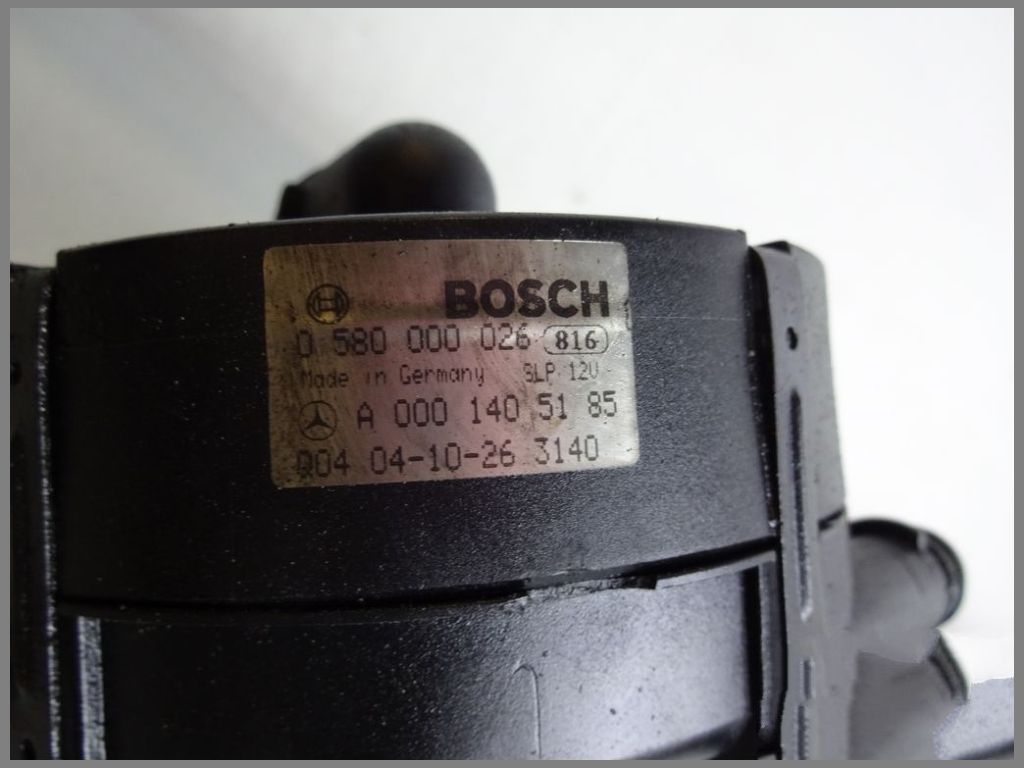 BOSCH
0 580 000 026 816
Made in Germany SLP 12V
A 000 140 51 85
Q04 04-10-26 3140